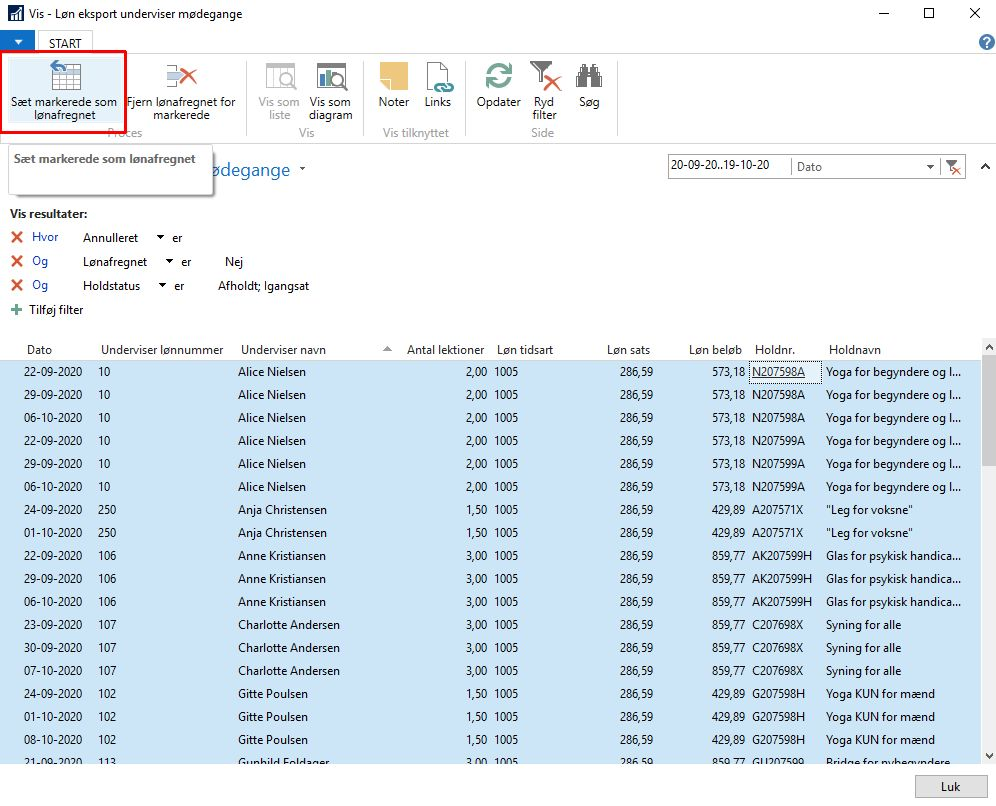 Vis - Løn eksport underviser mødegange
START
Sæt markerede som lønafregnet
Fjern lønafregnet for markerede
Vis som liste
Vis som diagram
Noter
Links
Opdater
Ryd filter
Søg
Proces
Vis
Vis tilknyttet
Side
Sæt markerede som lønafregnet
ødegange
20-09-20..19-10-20 Dato
Vis resultater:
Hvor Annulleret er
Og Lønafregnet er Nej
Og Holdstatus er Afholdt; Igangsat
Tilføj filter
Dato Underviser lønnummer Underviser navn Antal lektioner Løn tidsart Løn sats Løn beløb Holdnr. Holdnavn
22-09-2020 10 Alice Nielsen 2,00 1005 286,59 573,18 N207598A Yoga for begyndere og l...
29-09-2020 10 Alice Nielsen 2,00 1005 286,59 573,18 N207598A Yoga for begyndere og l...
06-10-2020 10 Alice Nielsen 2,00 1005 286,59 573,18 N207598A Yoga for begyndere og l...
22-09-2020 10 Alice Nielsen 2,00 1005 286,59 573,18 N207599A Yoga for begyndere og l...
29-09-2020 10 Alice Nielsen 2,00 1005 286,59 573,18 N207599A Yoga for begyndere og l...
06-10-2020 10 Alice Nielsen 2,00 1005 286,59 573,18 N207599A Yoga for begyndere og l...
24-09-2020 250 Anja Christensen 1,50 1005 286,59 429,89 A207571X "Leg for voksne"
01-10-2020 250 Anja Christensen 1,50 1005 286,59 429,89 A207571X "Leg for voksne"
22-09-2020 106 Anne Kristiansen 3,00 1005 286,59 859,77 AK207599H Glas for psykisk handica...
29-09-2020 106 Anne Kristiansen 3,00 1005 286,59 859,77 AK207599H Glas for psykisk handica...
06-10-2020 106 Anne Kristiansen 3,00 1005 286,59 859,77 AK207599H Glas for psykisk handica...
23-09-2020 107 Charlotte Andersen 3,00 1005 286,59 859,77 C207698X Syning for alle
30-09-2020 107 Charlotte Andersen 3,00 1005 286,59 859,77 C207698X Syning for alle
07-10-2020 107 Charlotte Andersen 3,00 1005 286,59 859,77 C207698X Syning for alle
24-09-2020 102 Gitte Poulsen 1,50 1005 286,59 429,89 G207598H Yoga KUN for mænd
01-10-2020 102 Gitte Poulsen 1,50 1005 286,59 429,89 G207598H Yoga KUN for mænd
08-10-2020 102 Gitte Poulsen 1,50 1005 286,59 429,89 G207598H Yoga KUN for mænd
21-09-2020 113 Gunhild Foldager 3,00 1005 286,59 859,77 GU207599 Bridge for nybegyndere
Luk